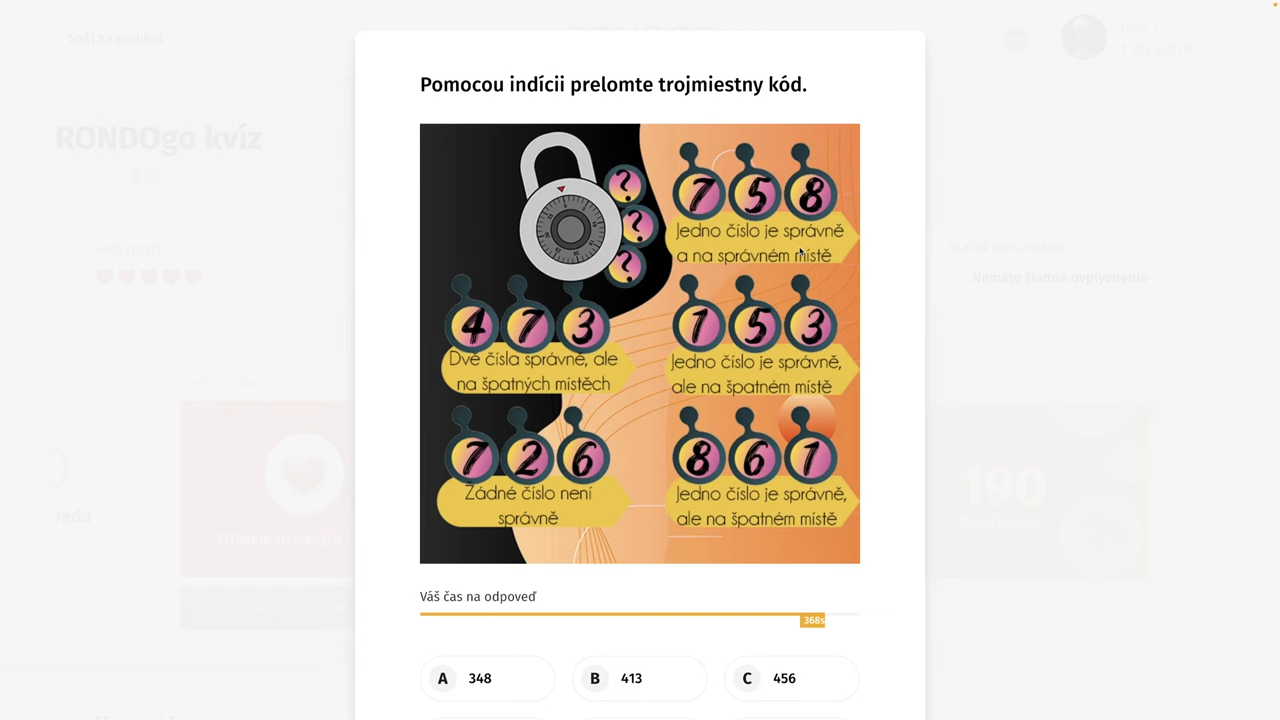 Späť na prehľad
RONDOgo kvíz
Pomocou indícii prelomte trojmiestny kód.
?
?
?
7 5 8
Jedno číslo je správně
a na správném místě
4 7 3
Dvě čísla správně, ale
na špatných místech
1 5 3
Jedno číslo je správně,
ale na špatném místě
7 2 6
Žádné číslo není
správně
8 6 1
Jedno číslo je správně,
ale na špatném místě
Nemáte žiadné ovplyvnenie
190
Váš čas na odpoveď
368s
A 348
B 413
C 456